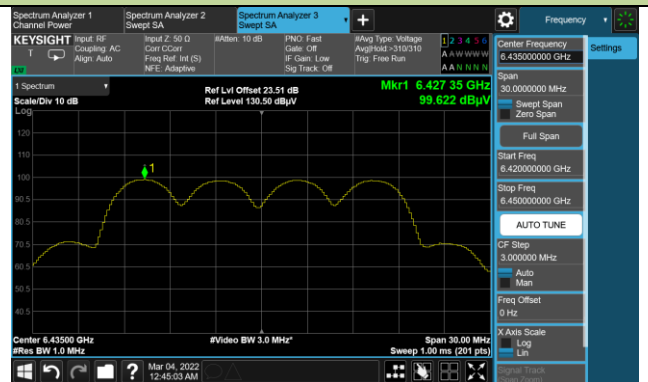 Spectrum Analyzer 1
Channel Power
Spectrum Analyzer 2
Swept SA
Spectrum Analyzer 3
Swept SA
Frequency
KEYSIGHT
Input: RF
Coupling: AC
Align: Auto
Input Z: 50 Ω
Corr CCorr
Freq Ref: Int (S)
NFE: Adaptive
#Atten: 10 dB
PNO: Fast
Gate: Off
IF Gain: Low
Sig Track: Off
#Avg Type: Voltage
Avg|Hold:>310/310
Trig: Free Run
1 2 3 4 5 6
A A W W W W
A A N N N N
1 Spectrum
Scale/Div 10 dB
Log
Ref Lvl Offset 23.51 dB
Ref Level 130.50 dBµV
Mkr1 6.427 35 GHz
99.622 dBµV
120
110
100
90.5
80.5
70.5
60.5
50.5
40.5
1
Center 6.43500 GHz
#Res BW 1.0 MHz
#Video BW 3.0 MHz*
Span 30.00 MHz
Sweep 1.00 ms (201 pts)
Mar 04, 2022
12:45:03 AM
Center Frequency
6.435000000 GHz
Settings
Span
30.0000000 MHz
Swept Span
Zero Span
Full Span
Start Freq
6.420000000 GHz
Stop Freq
6.450000000 GHz
AUTO TUNE
CF Step
3.000000 MHz
Auto
Man
Freq Offset
0 Hz
X Axis Scale
Log
Lin
Signal Track
(Span Zoom)